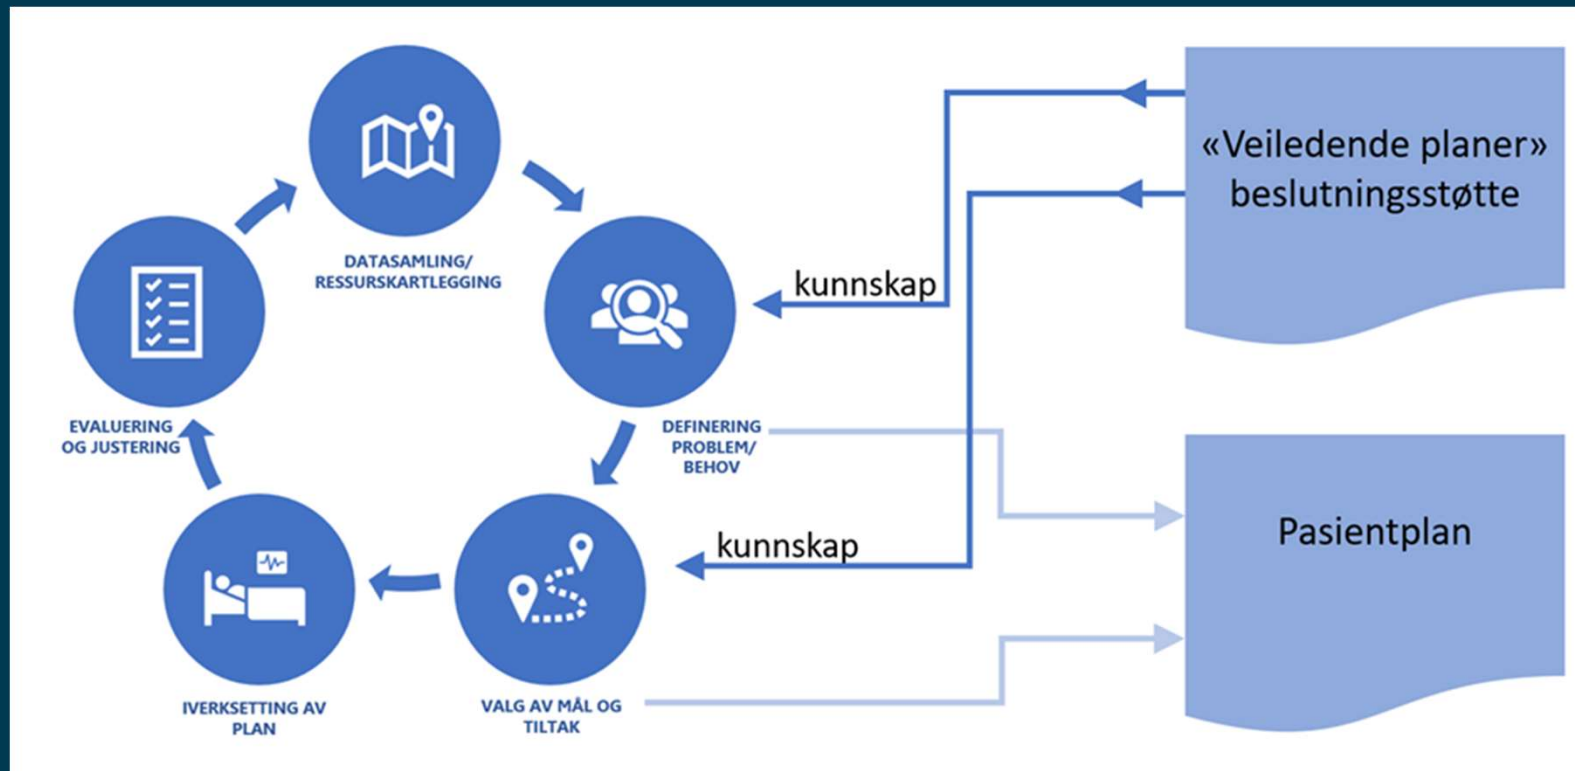 DATASAMLING/
RESSURSKARTLEGGING
DEFINERING
PROBLEM/
BEHOV
VALG AV MÅL OG
TILTAK
IVERKSETTING AV
PLAN
EVALUERING
OG JUSTERING
kunnskap
kunnskap
«Veiledende planer»
beslutningsstøtte
Pasientplan